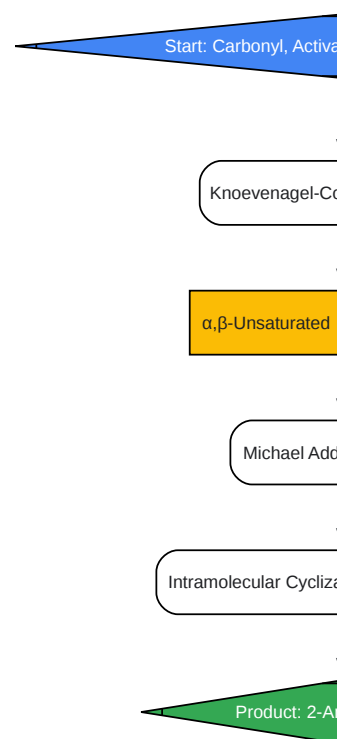 Start: Carbonyl, Activa
Knoevenagel-Co
α,β-Unsaturated
Michael Add
Intramolecular Cycliza
Product: 2-A